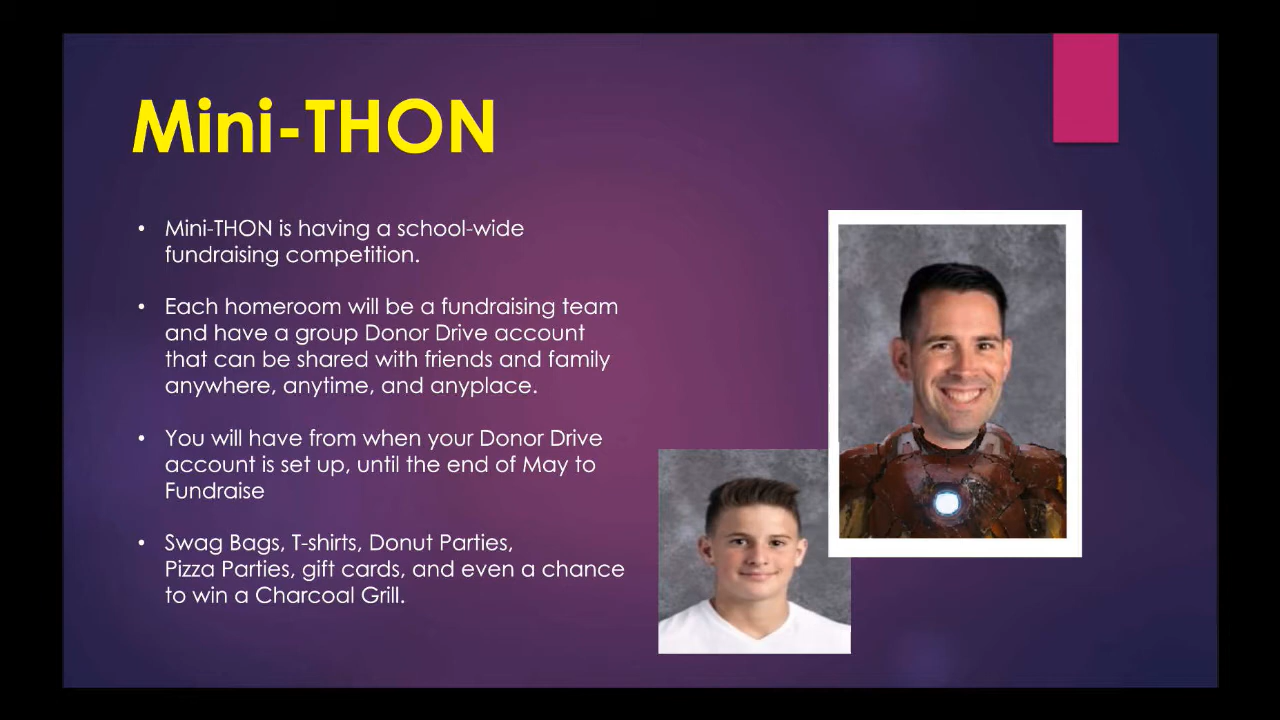 Mini-THON
• Mini-THON is having a school-wide
fundraising competition.
• Each homeroom will be a fundraising team
and have a group Donor Drive account
that can be shared with friends and family
anywhere, anytime, and anyplace.
• You will have from when your Donor Drive
account is set up, until the end of May to
Fundraise
• Swag Bags, T-shirts, Donut Parties,
Pizza Parties, gift cards, and even a chance
to win a Charcoal Grill.